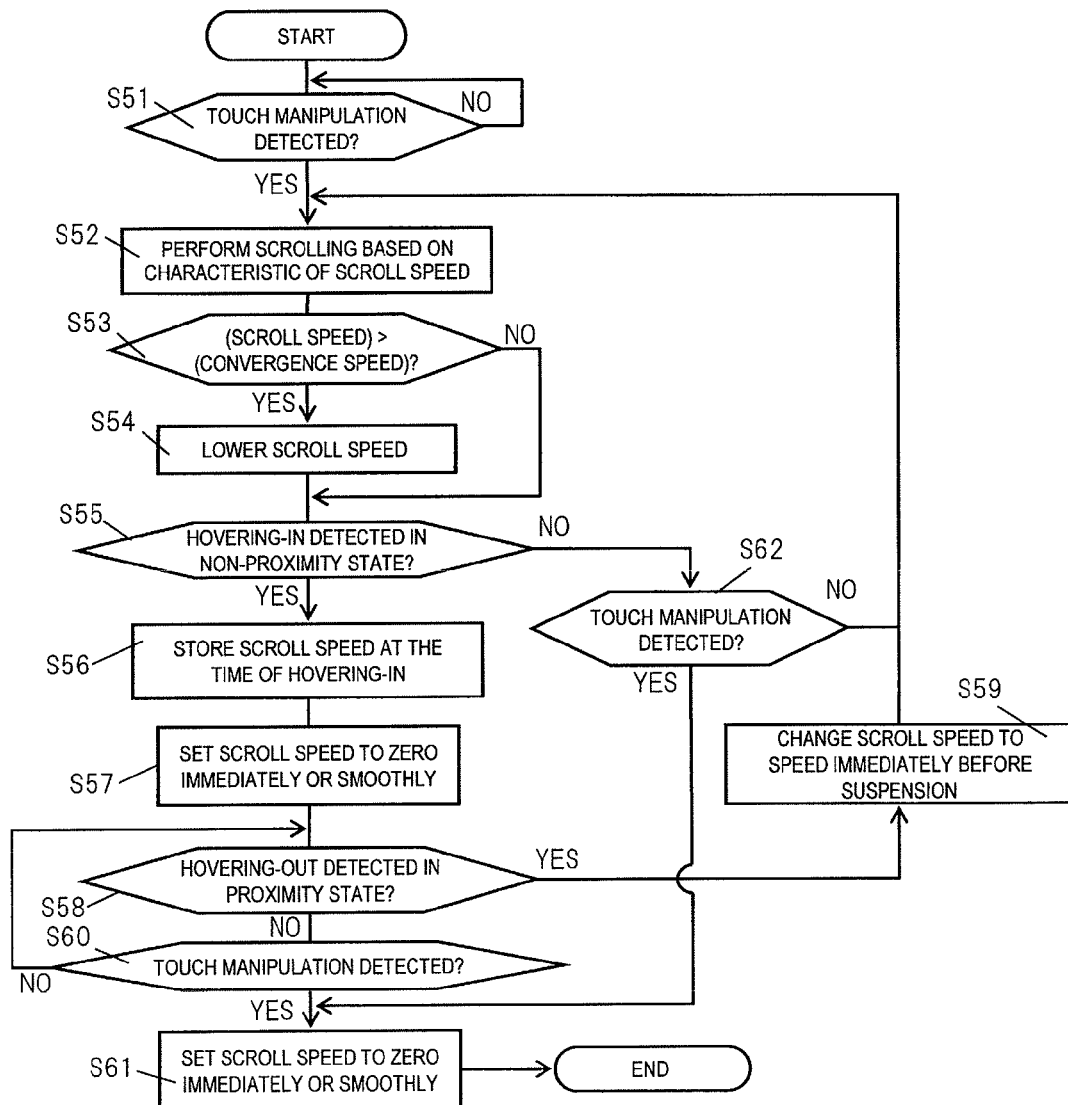 START
S51
TOUCH MANIPULATION
DETECTED?
NO
YES
S52
PERFORM SCROLLING BASED ON
CHARACTERISTIC OF SCROLL SPEED
S53
(SCROLL SPEED) >
(CONVERGENCE SPEED)?
NO
YES
S54
LOWER SCROLL SPEED
S55
HOVERING-IN DETECTED IN
NON-PROXIMITY STATE?
NO
YES
S62
TOUCH MANIPULATION
DETECTED?
NO
YES
S56
STORE SCROLL SPEED AT THE
TIME OF HOVERING-IN
S59
CHANGE SCROLL SPEED TO
SPEED IMMEDIATELY BEFORE
SUSPENSION
S57
SET SCROLL SPEED TO ZERO
IMMEDIATELY OR SMOOTHLY
HOVERING-OUT DETECTED IN
PROXIMITY STATE?
YES
S58
NO
S60
TOUCH MANIPULATION DETECTED?
NO
YES
S61
SET SCROLL SPEED TO ZERO
IMMEDIATELY OR SMOOTHLY
END